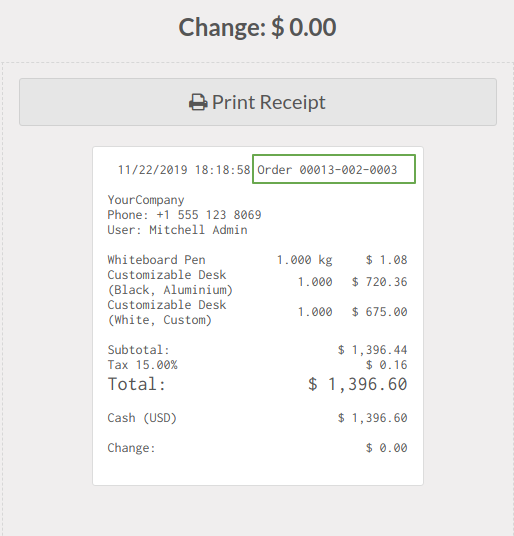 Change: $ 0.00
Print Receipt
11/22/2019 18:18:58 Order 00013-002-0003
YourCompany
Phone: +1 555 123 8069
User: Mitchell Admin
Whiteboard Pen 1.000 kg $ 1.08
Customizable Desk
(Black, Aluminium) 1.000 $ 720.36
Customizable Desk
(White, Custom) 1.000 $ 675.00
Subtotal: $ 1,396.44
Tax 15.00% $ 0.16
Total: $ 1,396.60
Cash (USD) $ 1,396.60
Change: $ 0.00